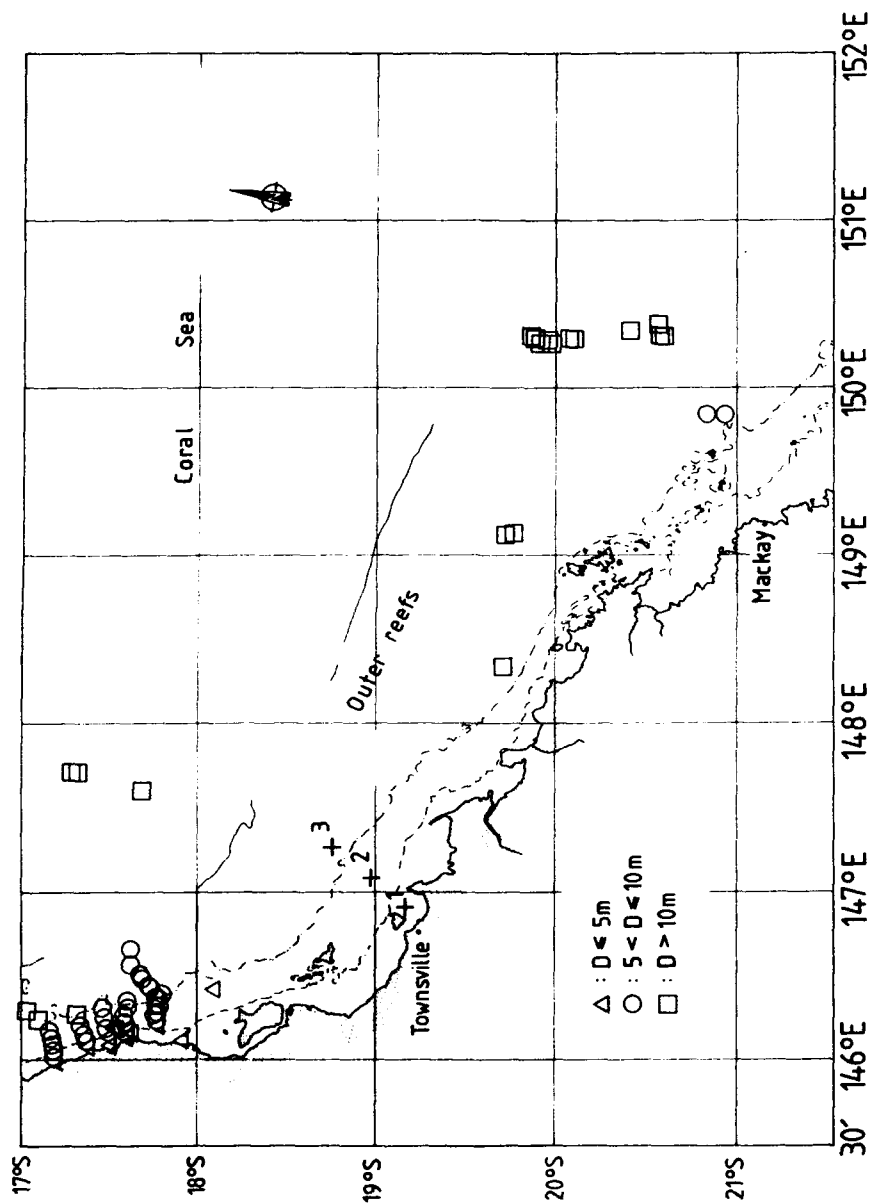 17°S
18°S
19°S
20°S
21°S
30′
146°E
147°E
148°E
149°E
150°E
151°E
152°E
Coral Sea
Outer reefs
3
2
1
Townsville
Mackay
△ : D ≤ 5m
○ : 5 < D ≤ 10m
□ : D > 10m